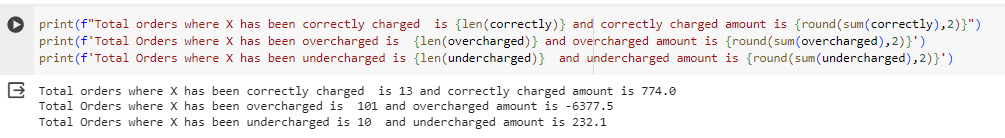 print(f"Total orders where X has been correctly charged  is {len(correctly)} and correctly charged amount is {round(sum(correctly),2)}")
print(f'Total Orders where X has been overcharged is  {len(overcharged)} and overcharged amount is {round(sum(overcharged),2)}')
print(f'Total Orders where X has been undercharged is {len(undercharged)}  and undercharged amount is {round(sum(undercharged),2)}')
Total orders where X has been correctly charged  is 13 and correctly charged amount is 774.0
Total Orders where X has been overcharged is  101 and overcharged amount is -6377.5
Total Orders where X has been undercharged is 10  and undercharged amount is 232.1